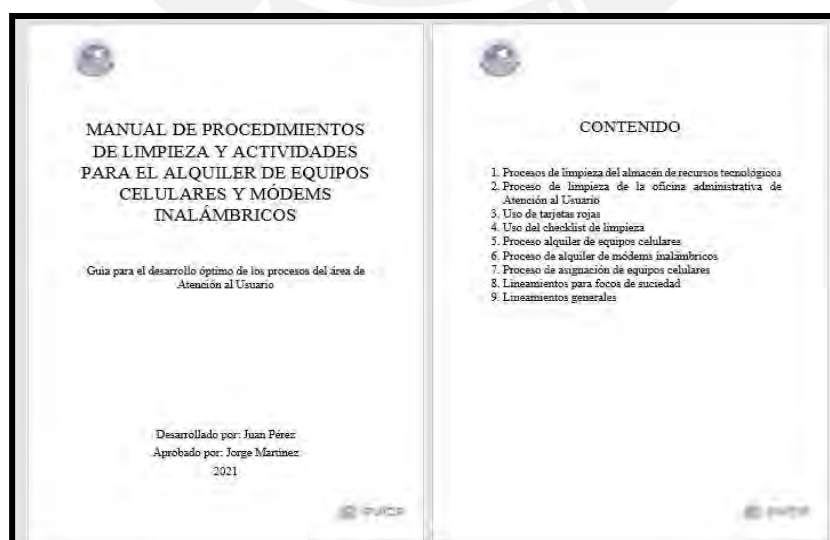 MANUAL DE PROCEDIMIENTOS
DE LIMPIEZA Y ACTIVIDADES
PARA EL ALQUILER DE EQUIPOS
CELULARES Y MÓDEMS
INALÁMBRICOS
Guia para el desarrollo óptimo de los procesos del área de
Atención al Usuario
Desarrollado por: Juan Pérez
Aprobado por: Jorge Martínez
2021
CONTENIDO
1. Procesos de limpieza del almacén de recursos tecnológicos
2. Proceso de limpieza de la oficina administrativa de
Atención al Usuario
3. Uso de tarjetas rojas
4. Uso del checklist de limpieza
5. Proceso alquiler de equipos celulares
6. Proceso de alquiler de módems inalámbricos
7. Proceso de asignación de equipos celulares
8. Lineamientos para focos de suciedad
9. Lineamientos generales